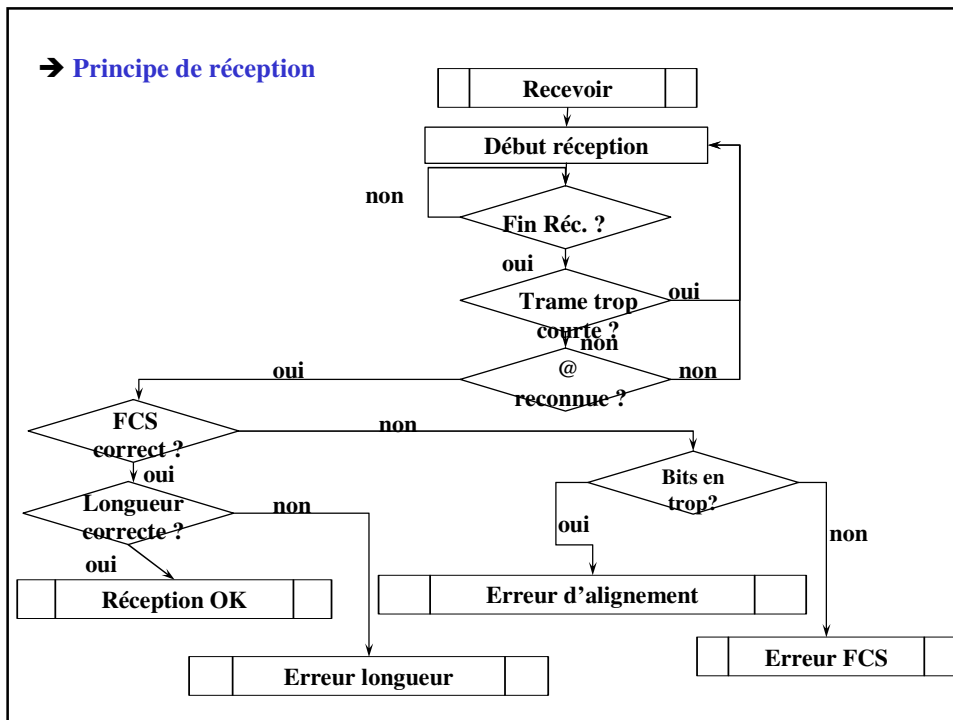 ➔ Principe de réception
Recevoir
Début réception
non
Fin Réc. ?
oui
Trame trop
courte ?
oui
non
@
reconnue ?
oui
non
FCS
correct ?
non
oui
Bits en
trop?
Longueur
correcte ?
non
oui
non
oui
Réception OK
Erreur d’alignement
Erreur FCS
Erreur longueur